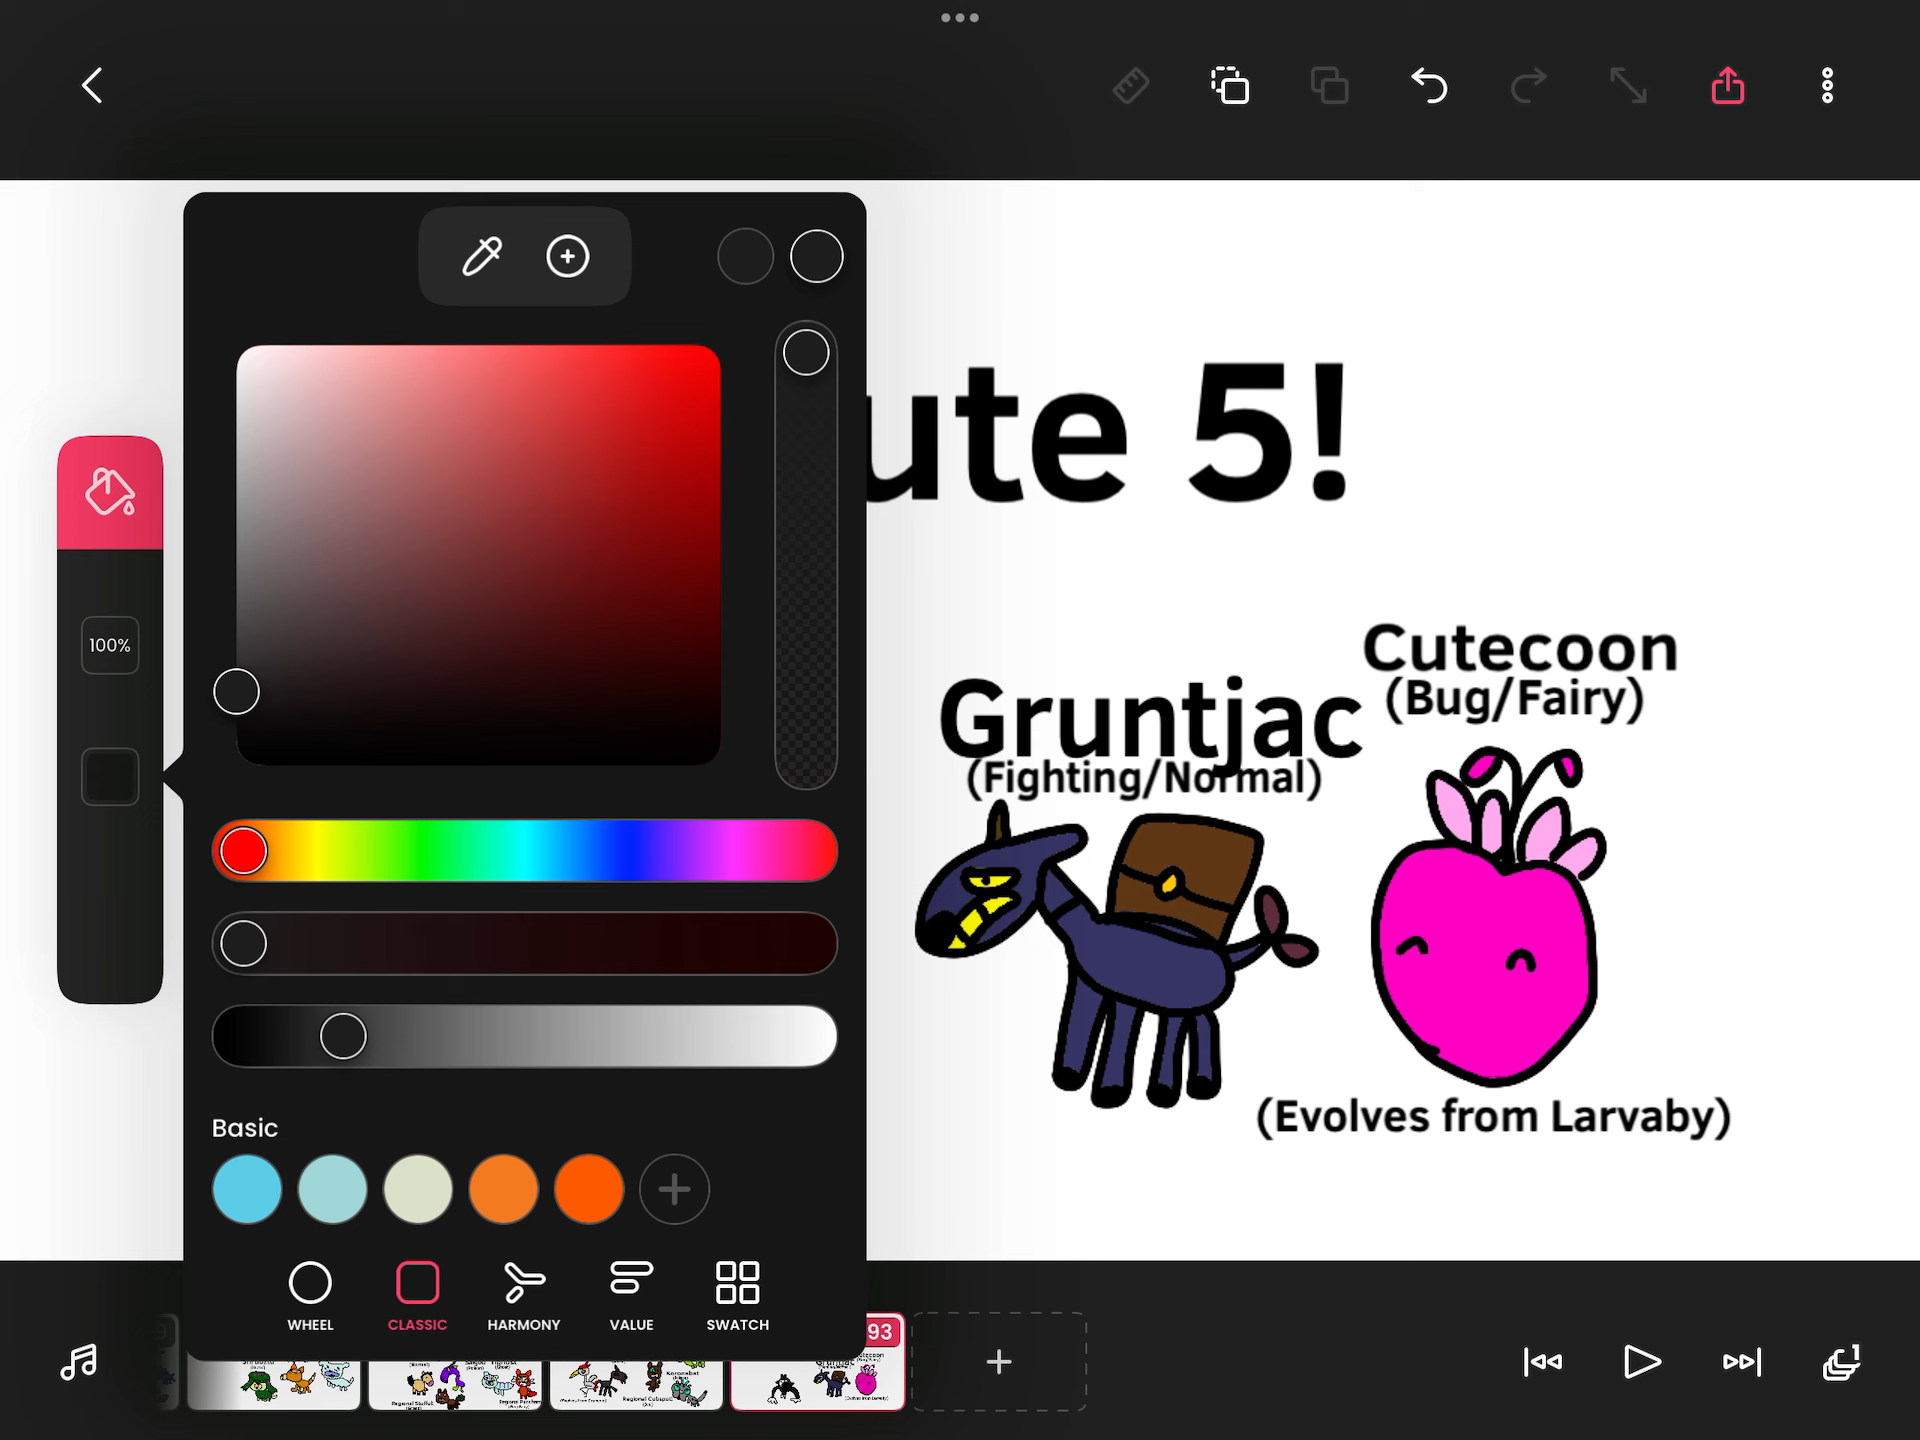 ute 5!
100%
Cutecoon
(Bug/Fairy)
Gruntjac
(Fighting/Normal)
(Evolves from Larvaby)
Basic
WHEEL
CLASSIC
HARMONY
VALUE
SWATCH
93
Gruntjac